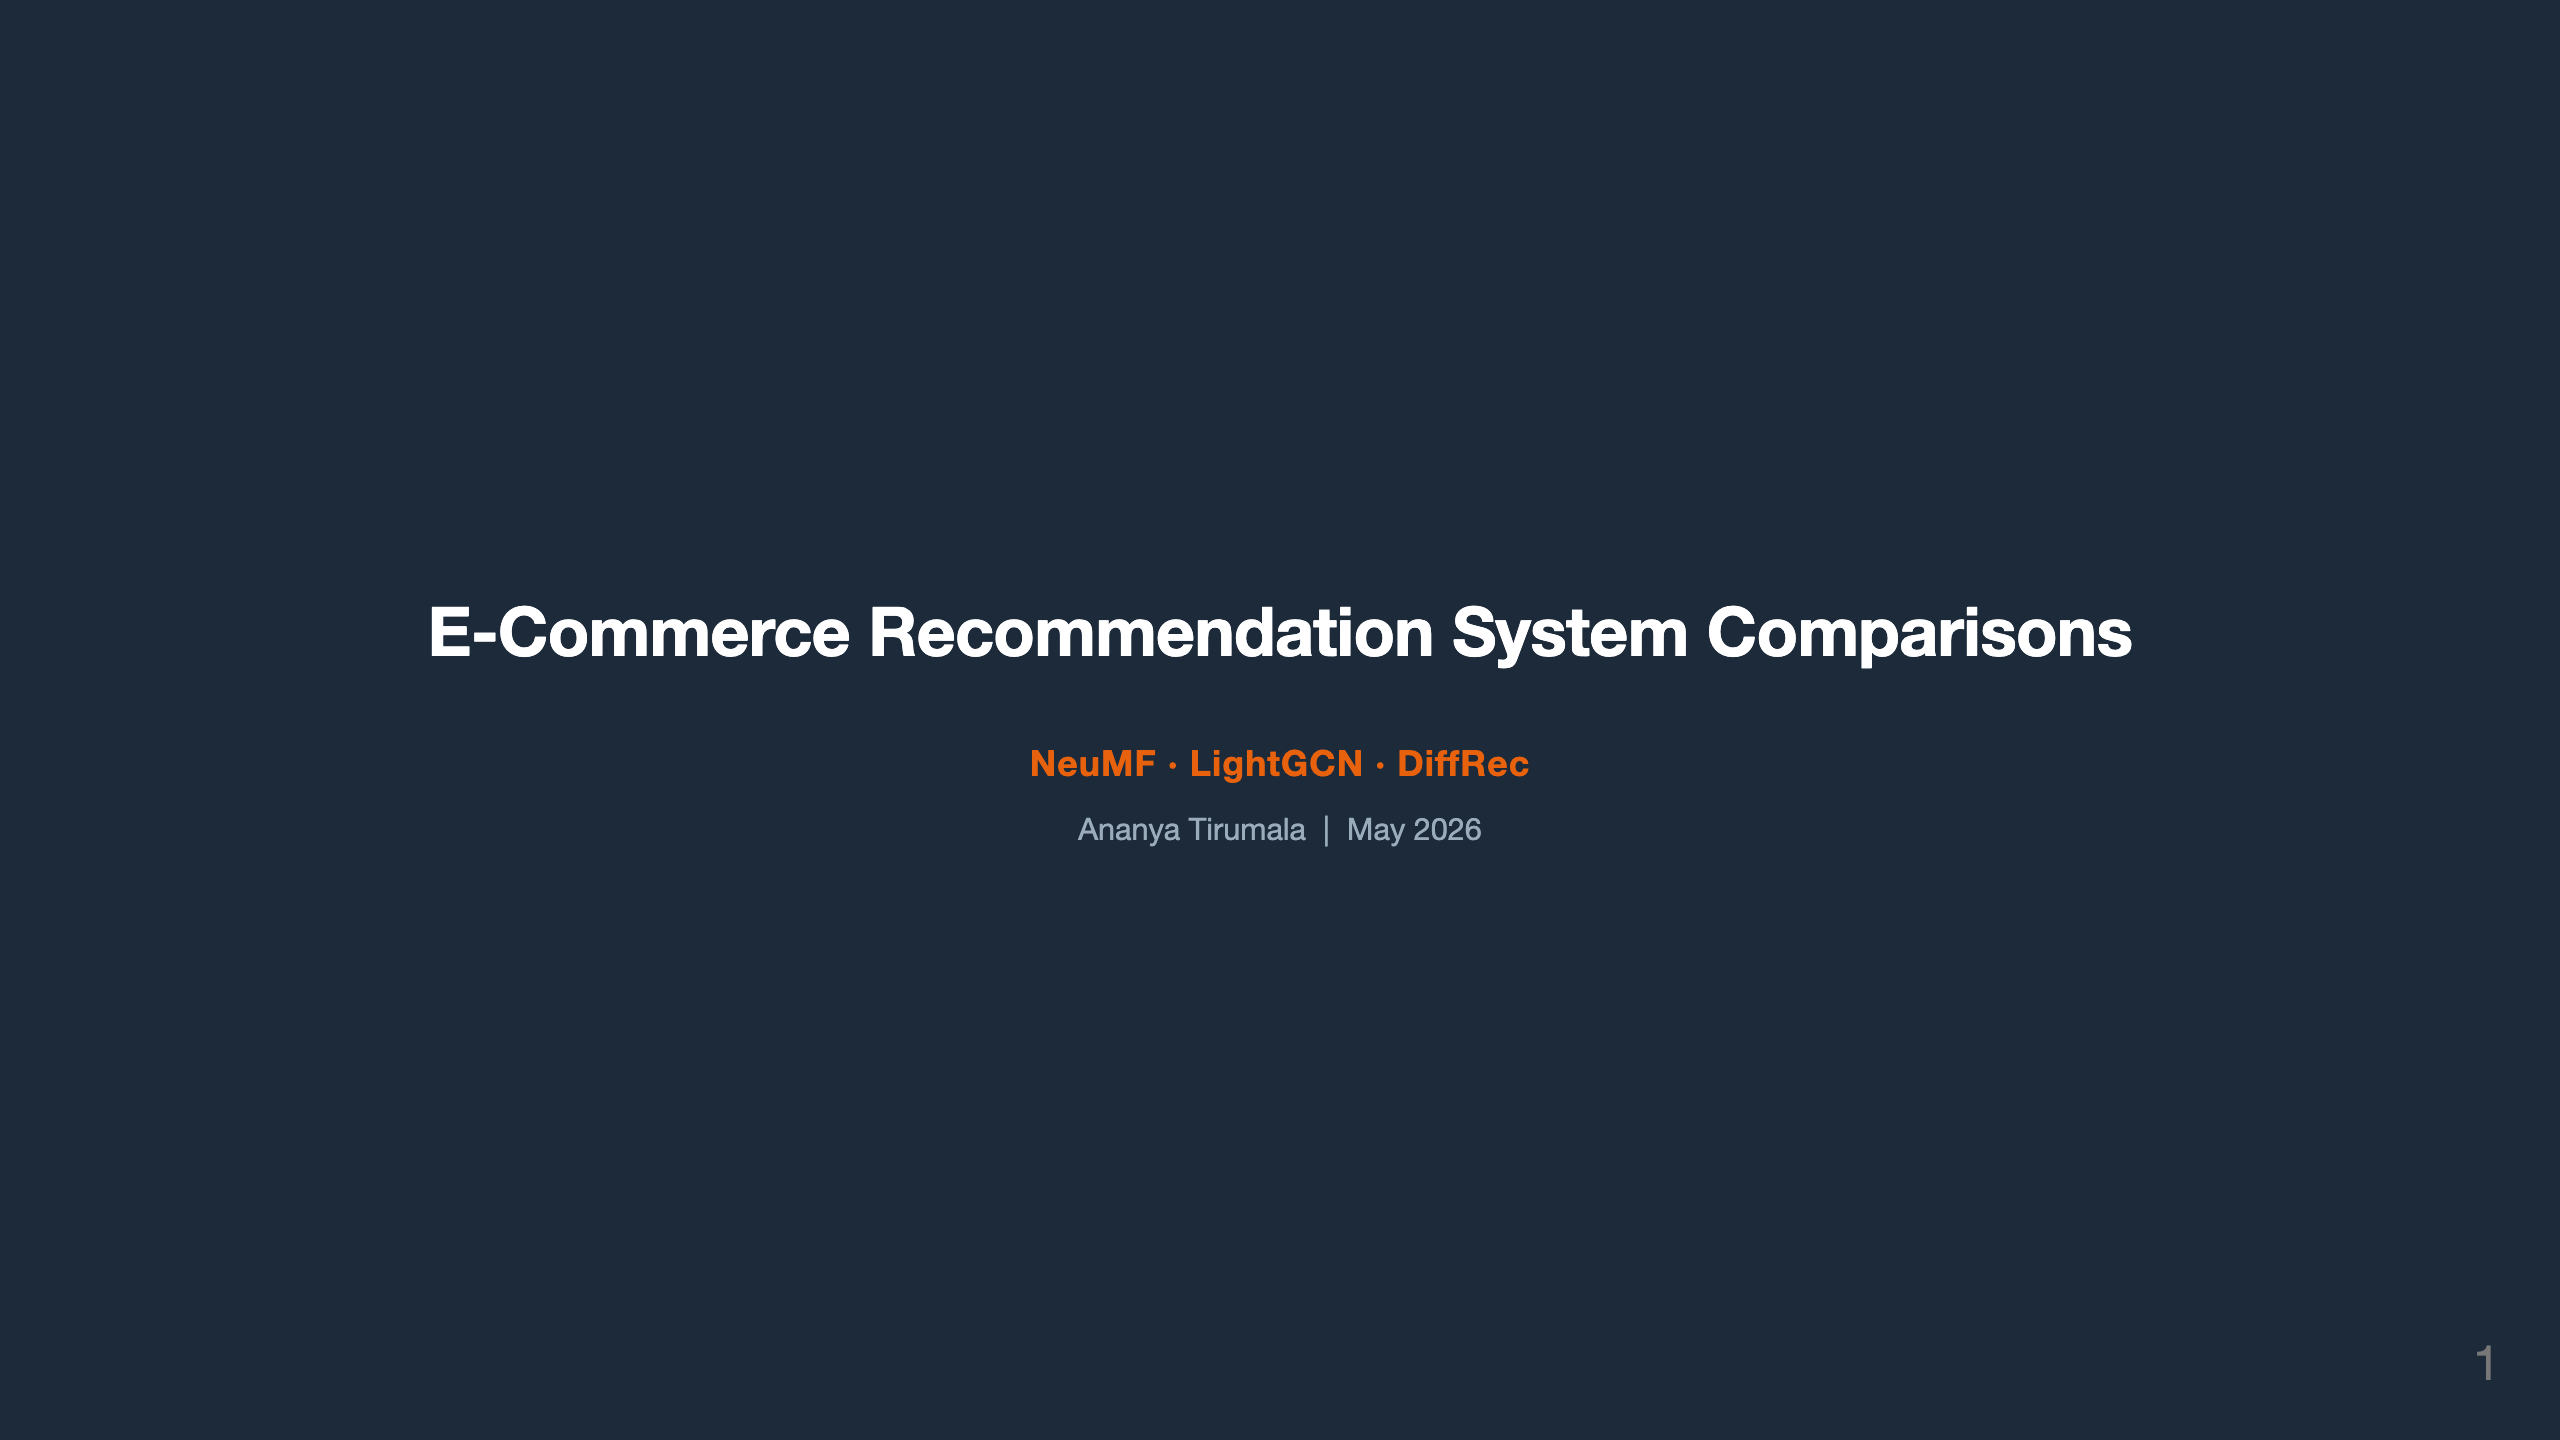 E-Commerce Recommendation System Comparisons
NeuMF · LightGCN · DiffRec
Ananya Tirumala | May 2026
1